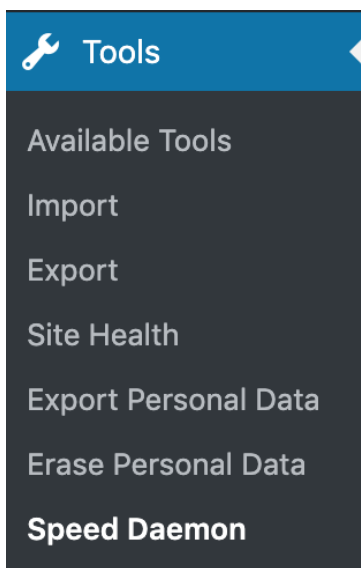 Tools
Available Tools
Import
Export
Site Health
Export Personal Data
Erase Personal Data
Speed Daemon